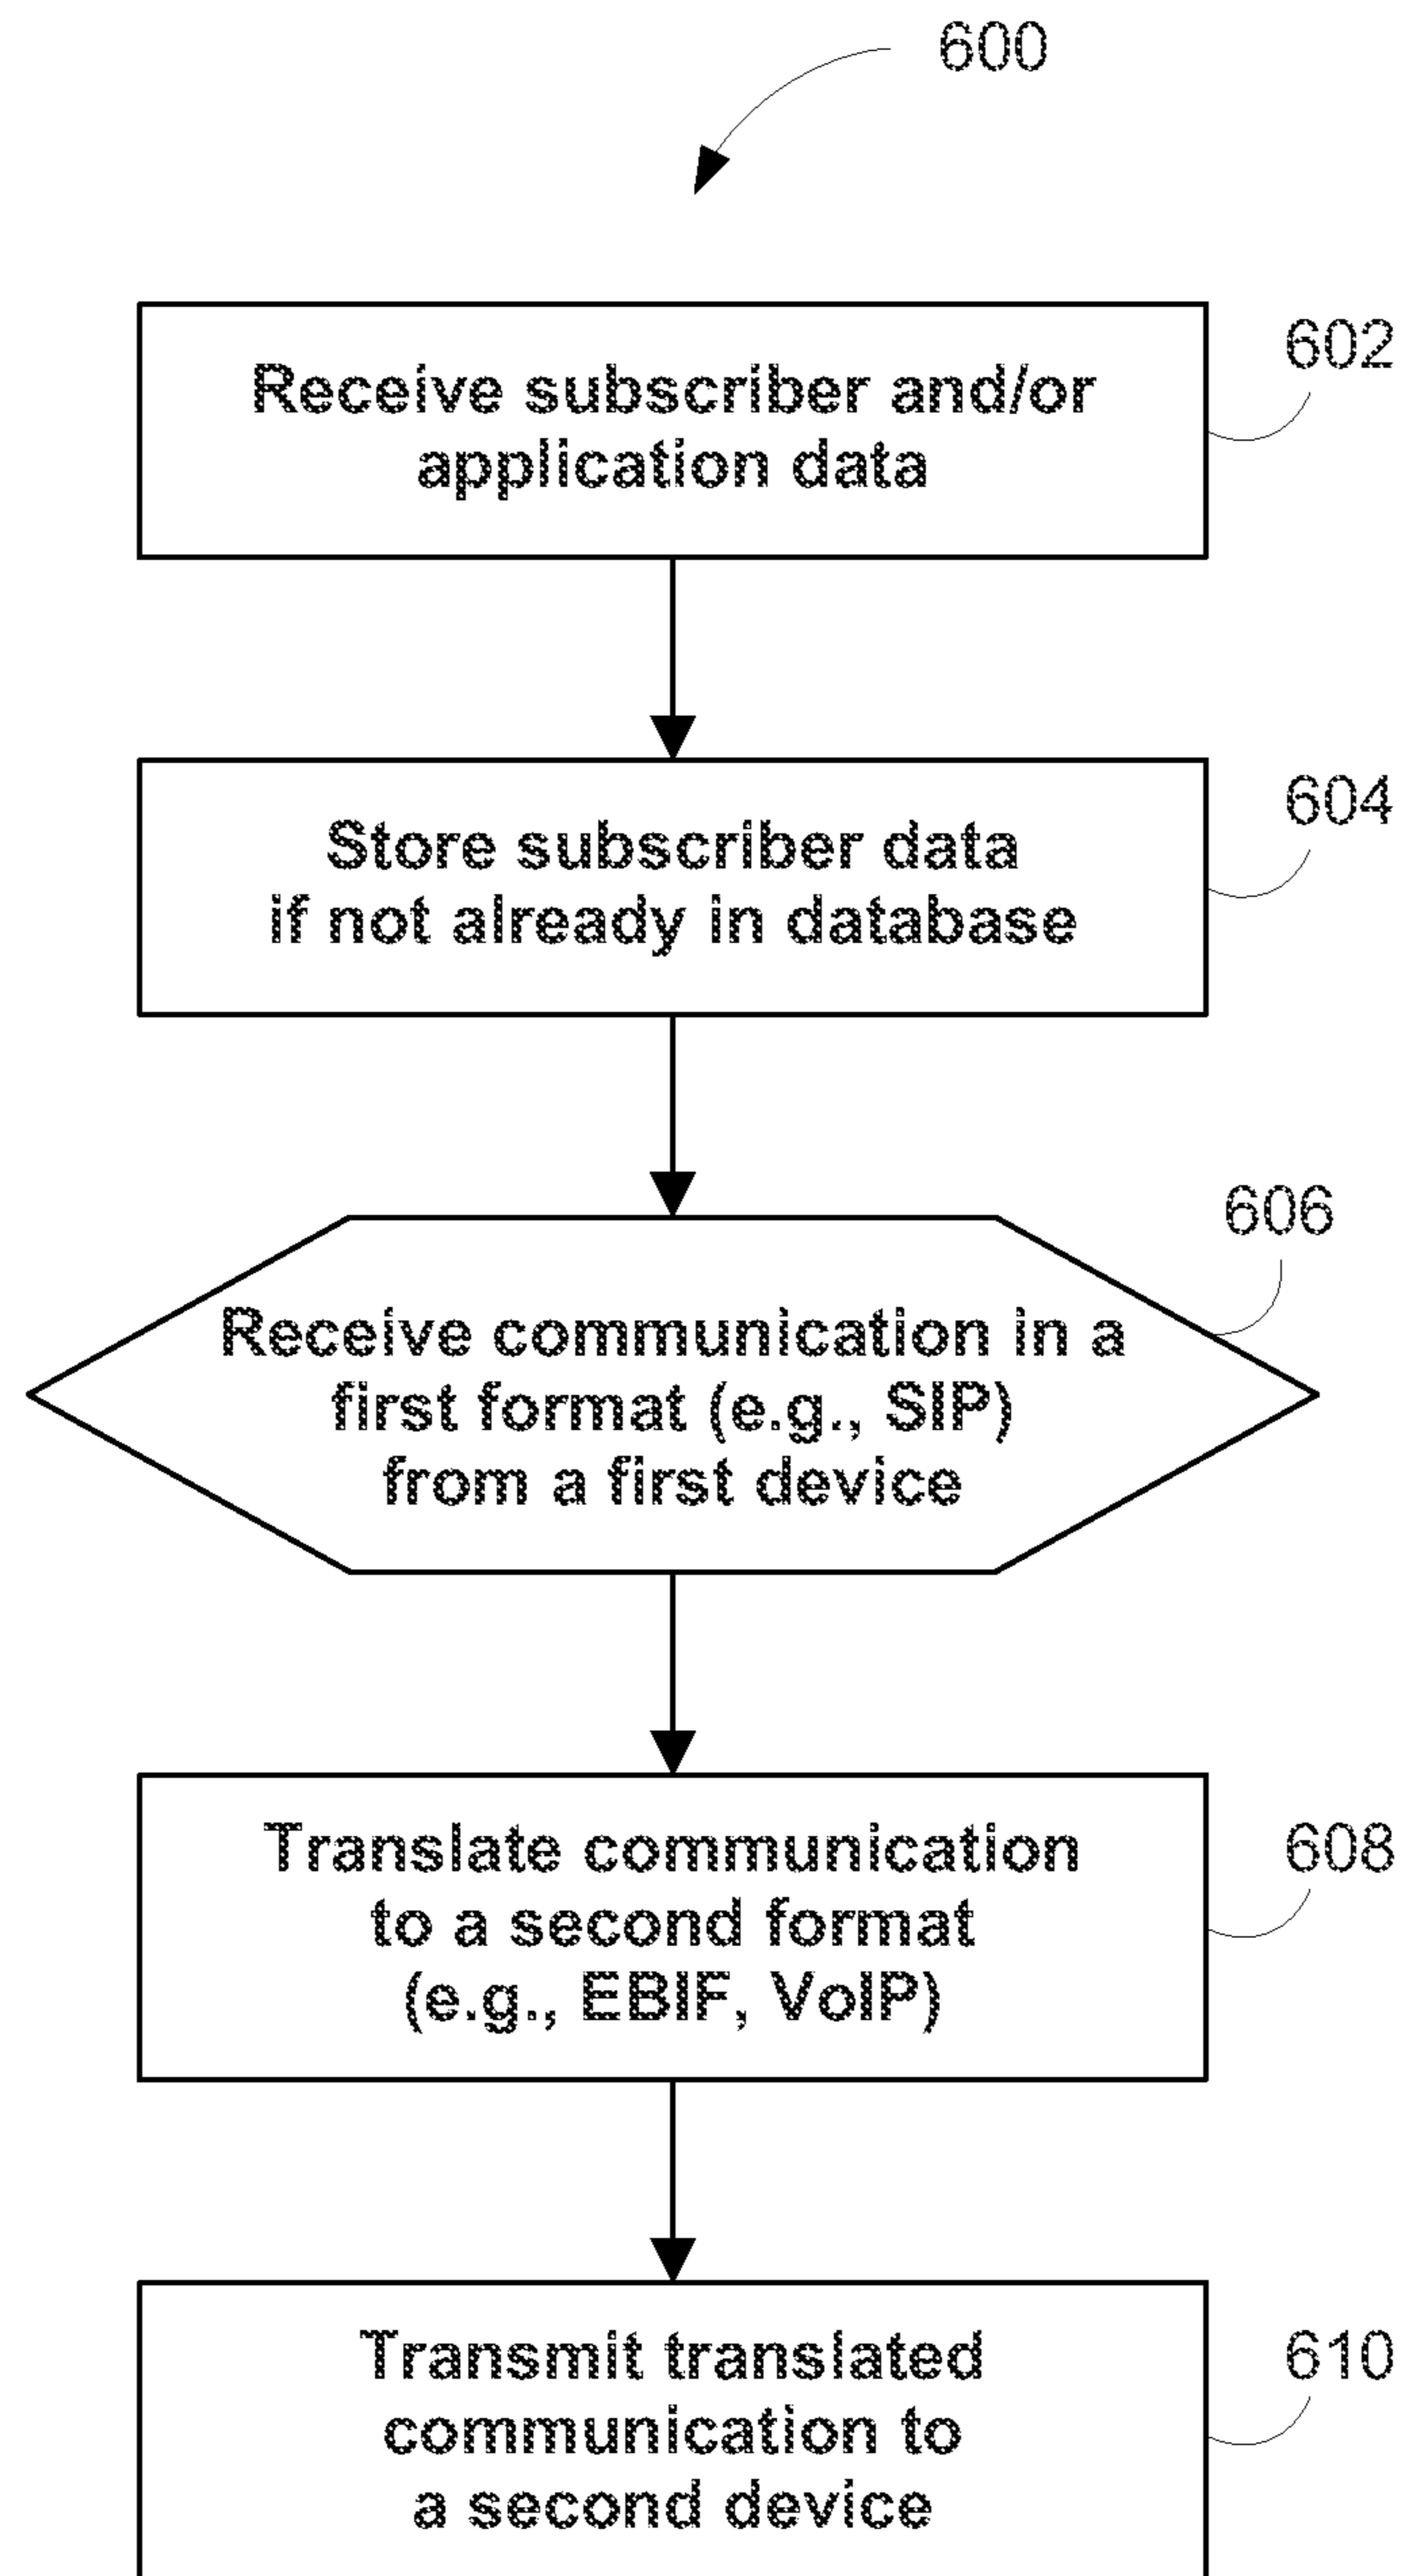 600
Receive subscriber and/or
application data
602
Store subscriber data
if not already in database
604
Receive communication in a
first format (e.g., SIP)
from a first device
606
Translate communication
to a second format
(e.g., EBIF, VoIP)
608
Transmit translated
communication to
a second device
610